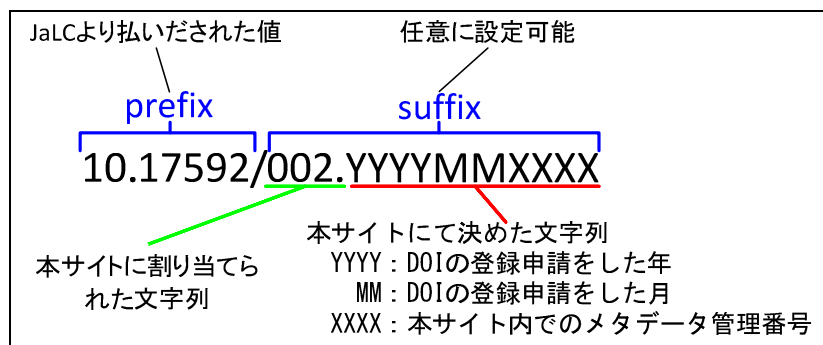 JaLCより払いだされた値
任意に設定可能
prefix
suffix
10.17592/002.YYYYMMXXXX
本サイトに割り当てら
れた文字列
本サイトにて決めた文字列
YYYY：DOIの登録申請をした年
MM：DOIの登録申請をした月
XXXX：本サイト内でのメタデータ管理番号